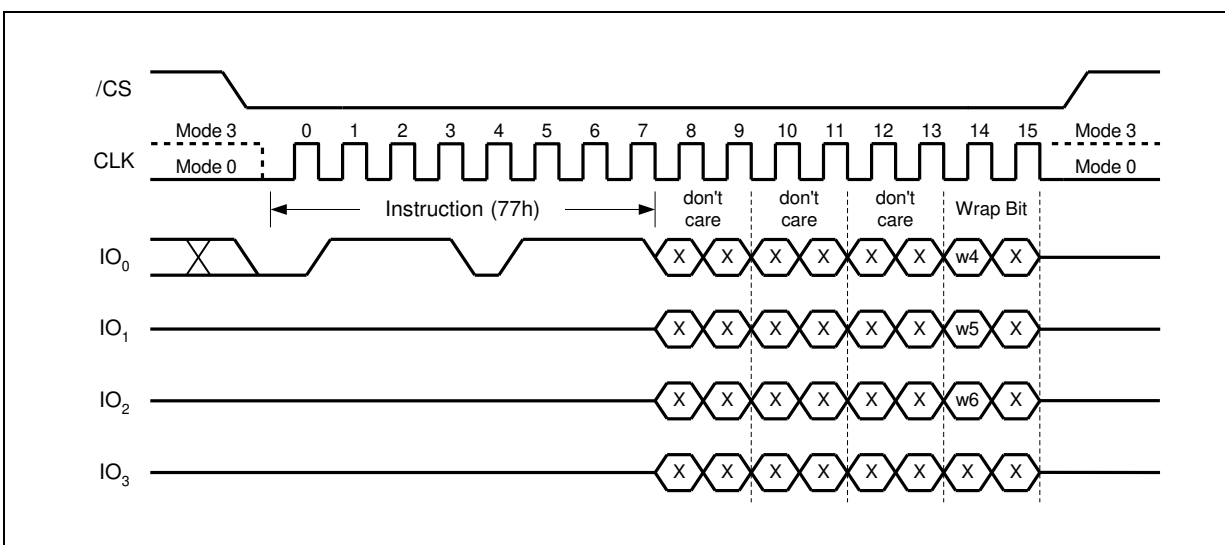 /CS
Mode 3 0 1 2 3 4 5 6 7 8 9 10 11 12 13 14 15 Mode 3
CLK Mode 0 Mode 0
Instruction (77h) don't care don't care don't care Wrap Bit
IO0 X X X X X X w4 X
IO1 X X X X X X w5 X
IO2 X X X X X X w6 X
IO3 X X X X X X X X